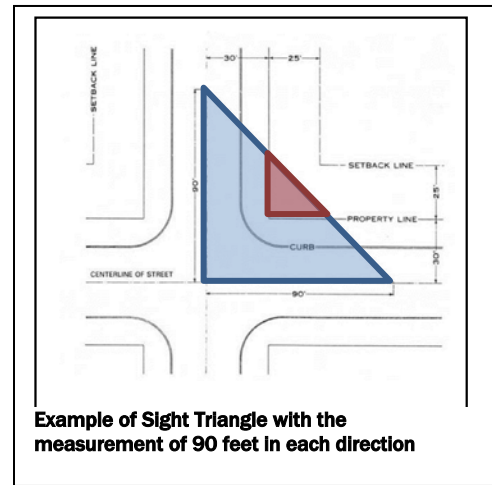 30'
25'
SETBACK LINE
SETBACK LINE
90'
25'
PROPERTY LINE
CURB
30'
CENTERLINE OF STREET
90'
Example of Sight Triangle with the
measurement of 90 feet in each direction